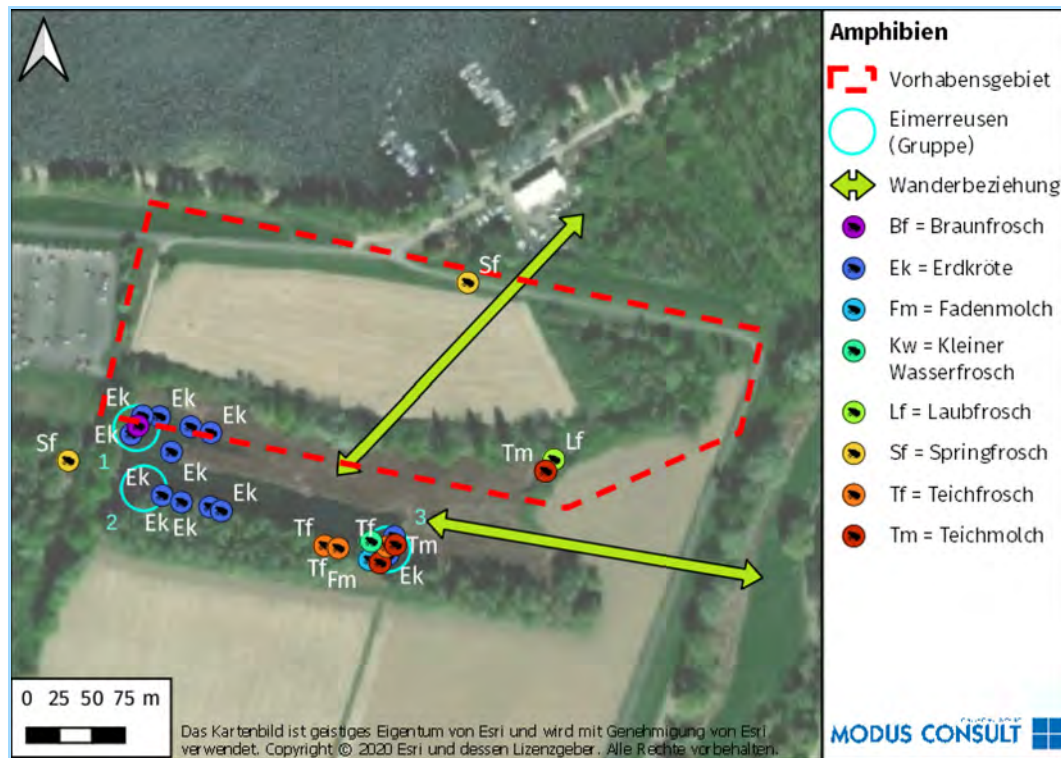 Amphibien
Vorhabensgebiet
Eimerreusen
(Gruppe)
Wanderbeziehung
Bf = Braunfrosch
Ek = Erdkröte
Fm = Fadenmolch
Kw = Kleiner
Wasserfrosch
Lf = Laubfrosch
Sf = Springfrosch
Tf = Teichfrosch
Tm = Teichmolch
Sf
Ek Ek
Ek
Ek
Sf
1
Ek
Ek
2
Ek
Ek
Ek
Lf
Tm
3
Tf Tf
Tm
Tf
Fm
Ek
0 25 50 75 m
Das Kartenbild ist geistiges Eigentum von Esri und wird mit Genehmigung von Esri
verwendet. Copyright © 2020 Esri und dessen Lizenzgeber. Alle Rechte vorbehalten.
MODUS CONSULT